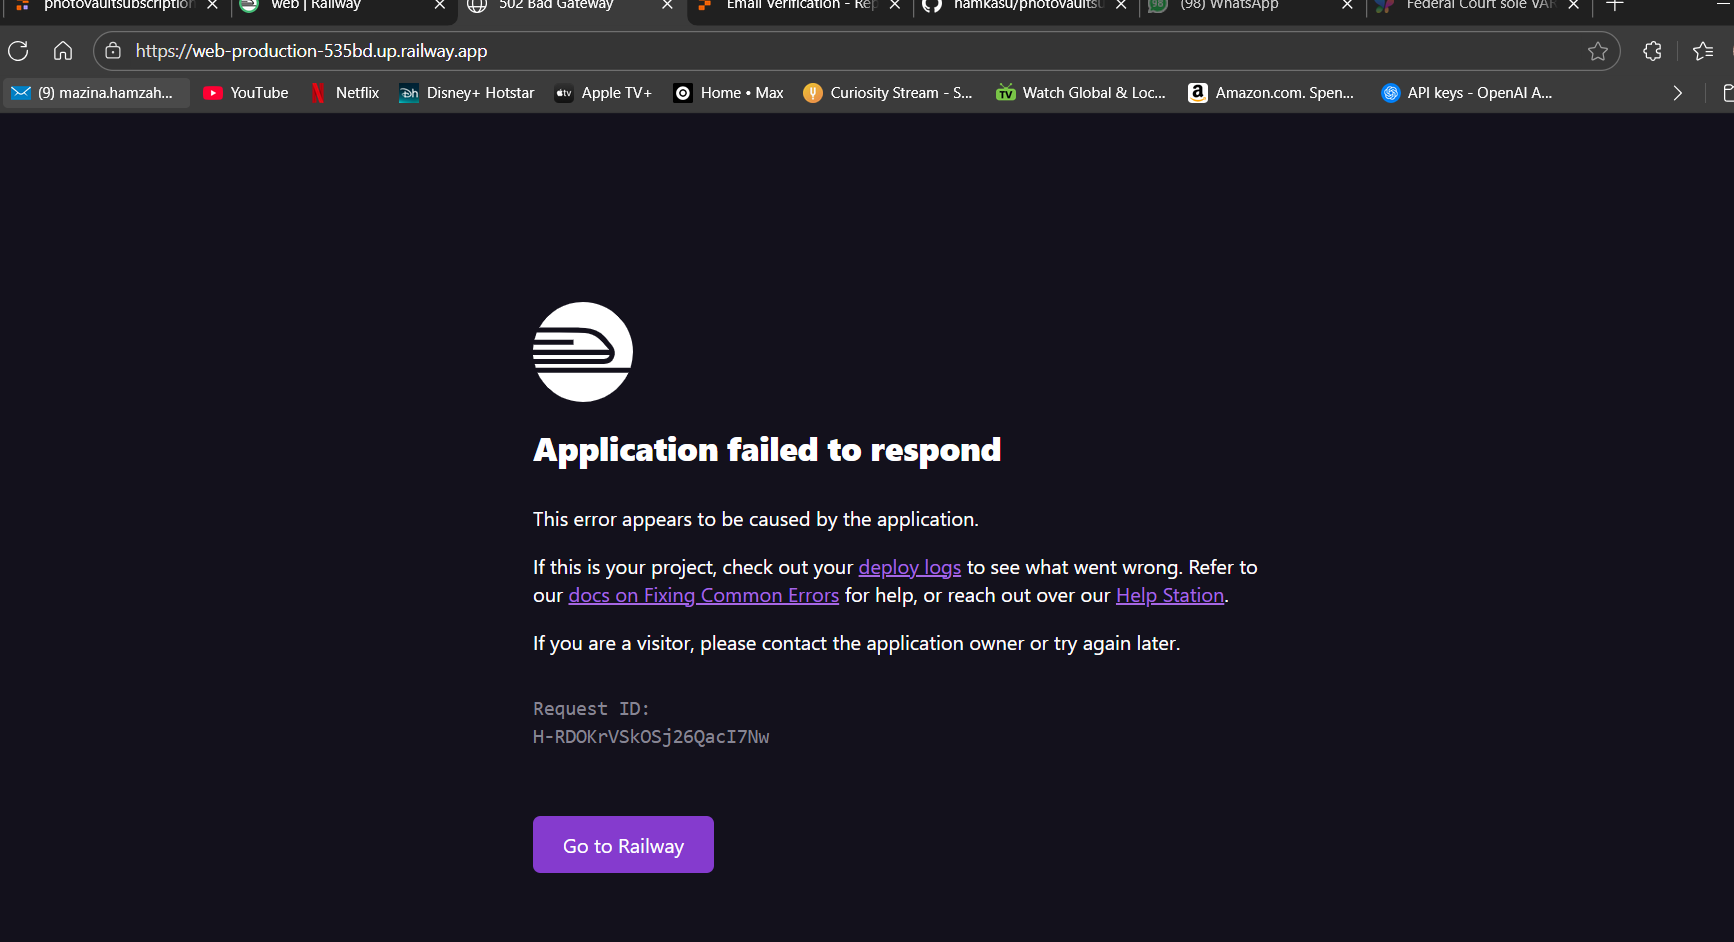 photovaultsubscription
web | Railway
502 Bad Gateway
Email Verification - Rep
namkasu/photovaultsu
(98) WhatsApp
Federal Court sole VAR
https://web-production-535bd.up.railway.app
(9) mazina.hamzah...
YouTube
Netflix
Disney+ Hotstar
Apple TV+
Home • Max
Curiosity Stream - S...
Watch Global & Loc...
Amazon.com. Spen...
API keys - OpenAI A...
Application failed to respond
This error appears to be caused by the application.
If this is your project, check out your deploy logs to see what went wrong. Refer to
our docs on Fixing Common Errors for help, or reach out over our Help Station.
If you are a visitor, please contact the application owner or try again later.
Request ID:
H-RDOKrVSkOSj26QacI7Nw
Go to Railway